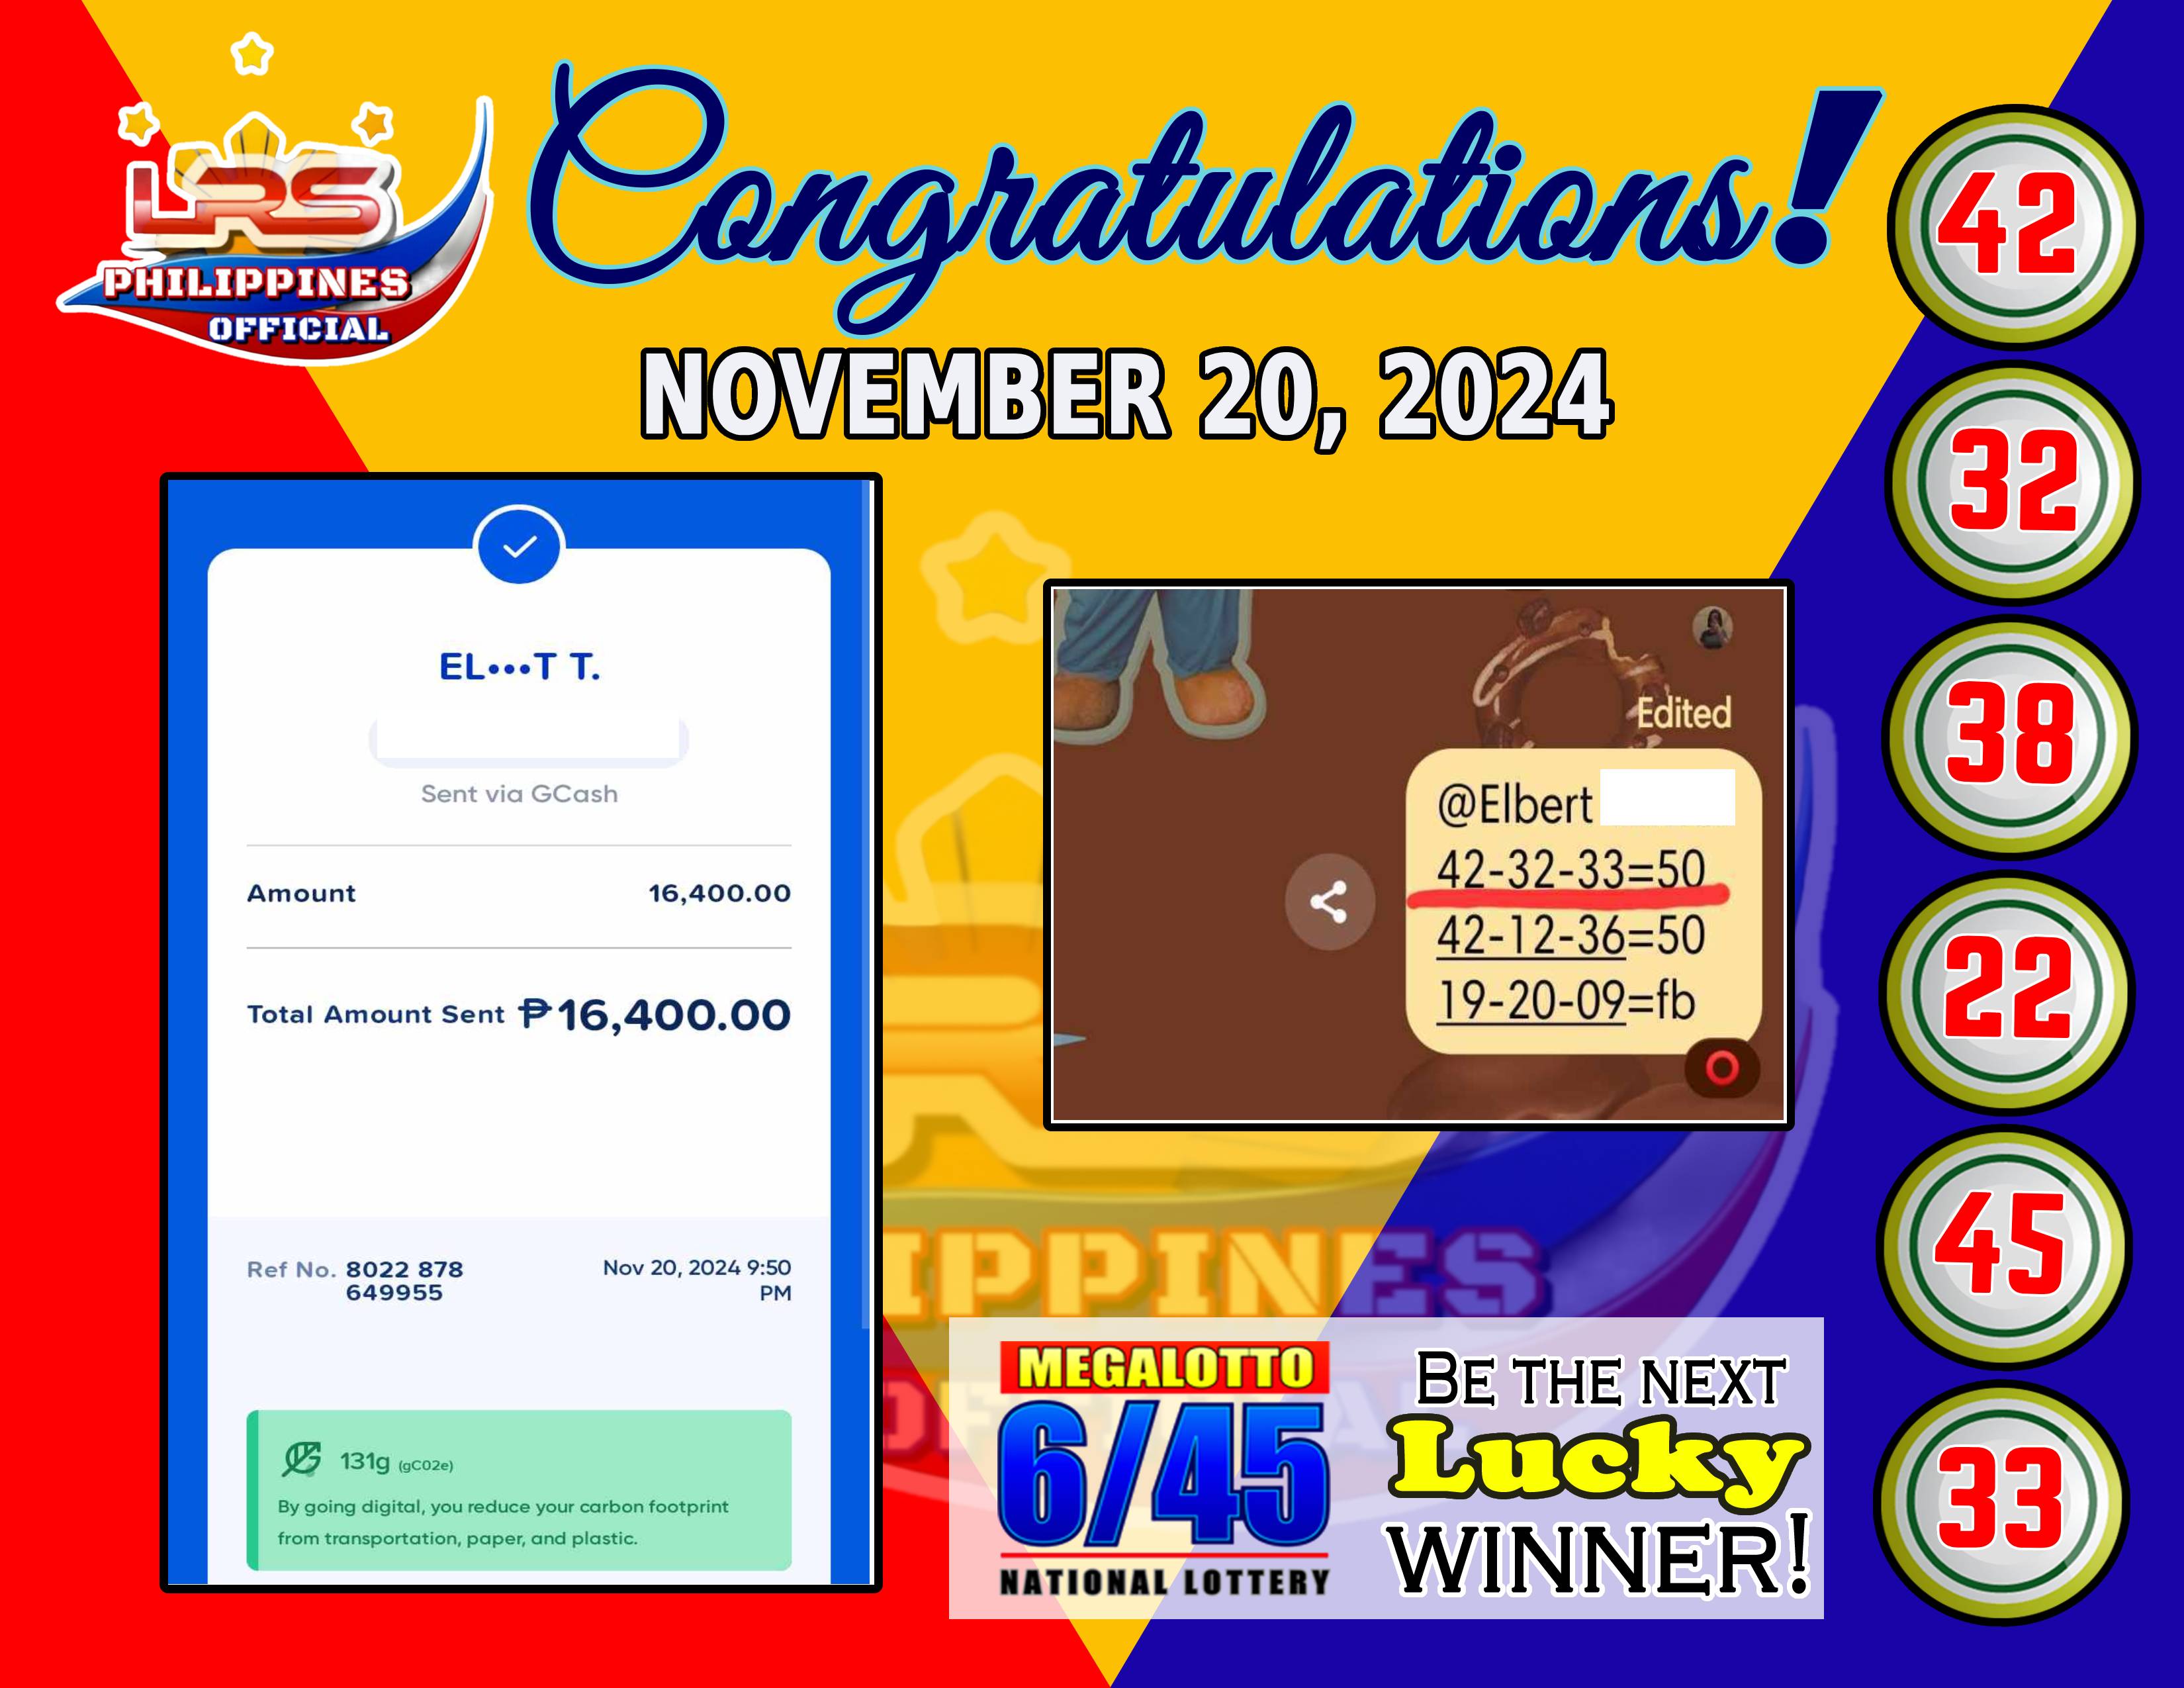 LRS
PHILIPPINES
OFFICIAL
Congratulations!
NOVEMBER 20, 2024
EL•••T T.
Sent via GCash
Amount 16,400.00
Total Amount Sent ₱16,400.00
Ref No. 8022 878
649955
Nov 20, 2024 9:50
PM
131g (gC02e)
By going digital, you reduce your carbon footprint
from transportation, paper, and plastic.
Edited
@Elbert
42-32-33=50
42-12-36=50
19-20-09=fb
MEGALOTTO
6/45
NATIONAL LOTTERY
BE THE NEXT
Lucky
WINNER!
42
32
38
22
45
33